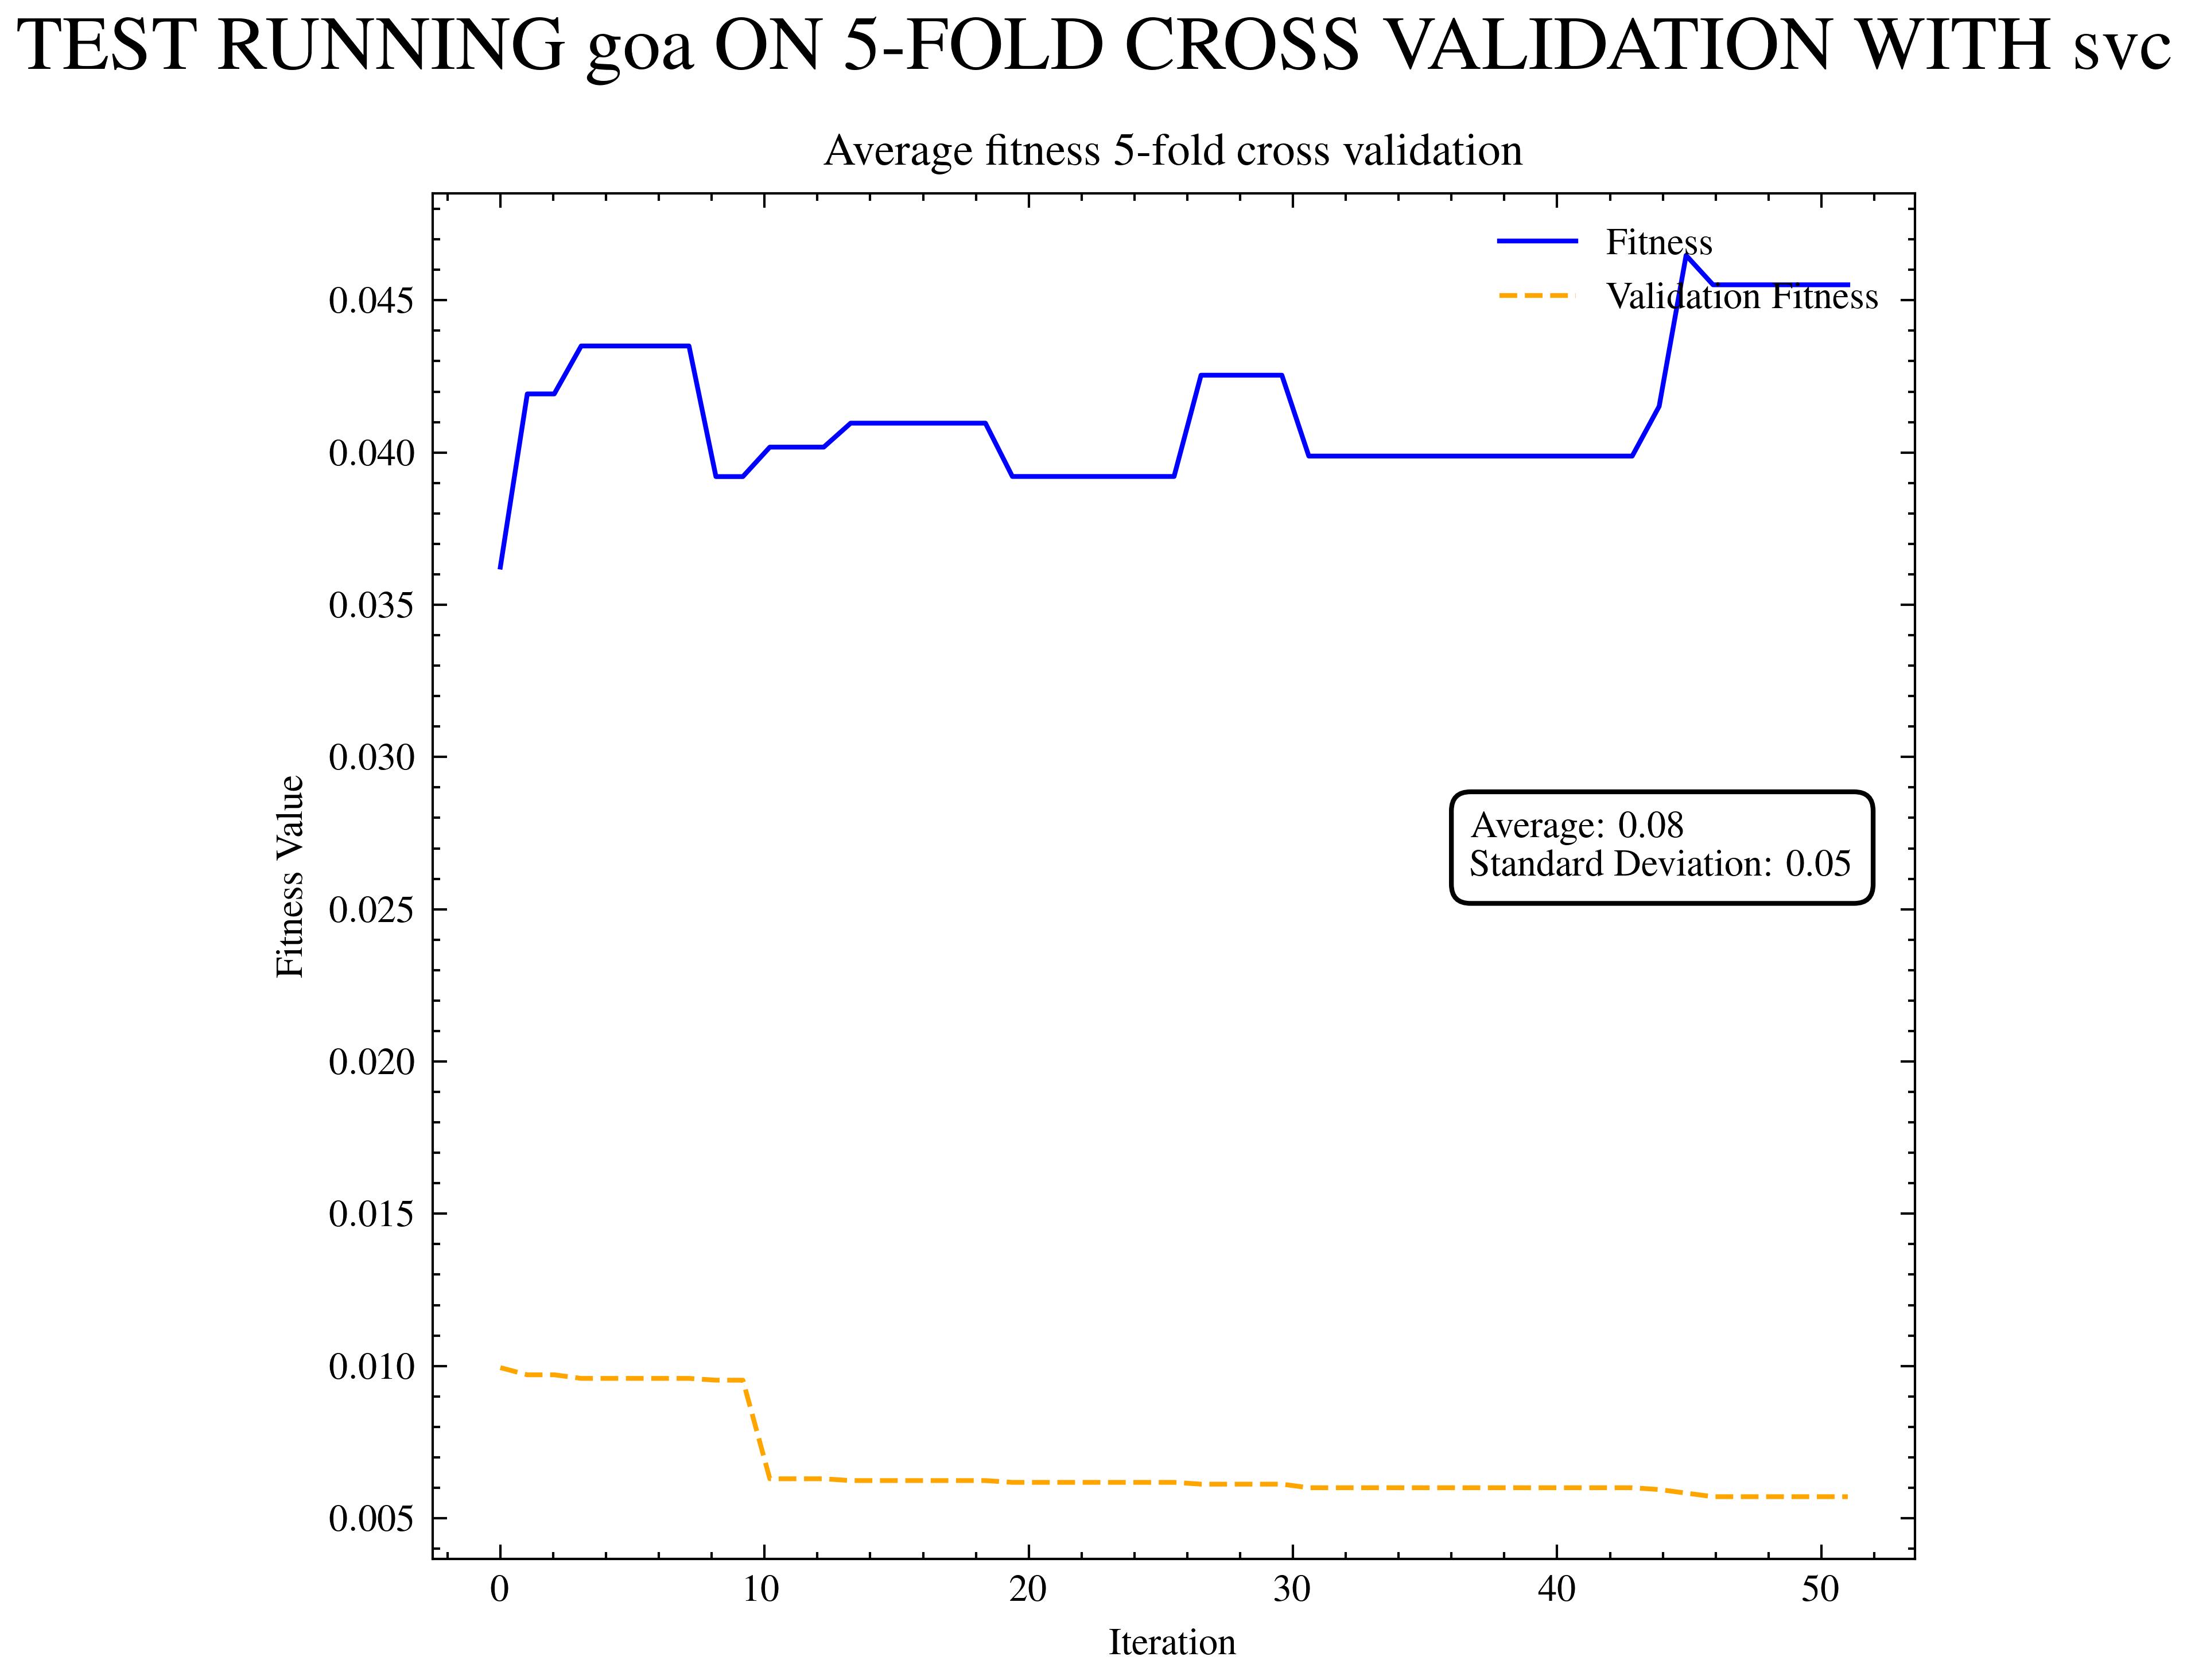 TEST RUNNING goa ON 5-FOLD CROSS VALIDATION WITH svc
Average fitness 5-fold cross validation
Fitness
Validation Fitness
0.045
0.040
0.035
0.030
0.025
0.020
0.015
0.010
0.005
Fitness Value
Average: 0.08
Standard Deviation: 0.05
0 10 20 30 40 50
Iteration